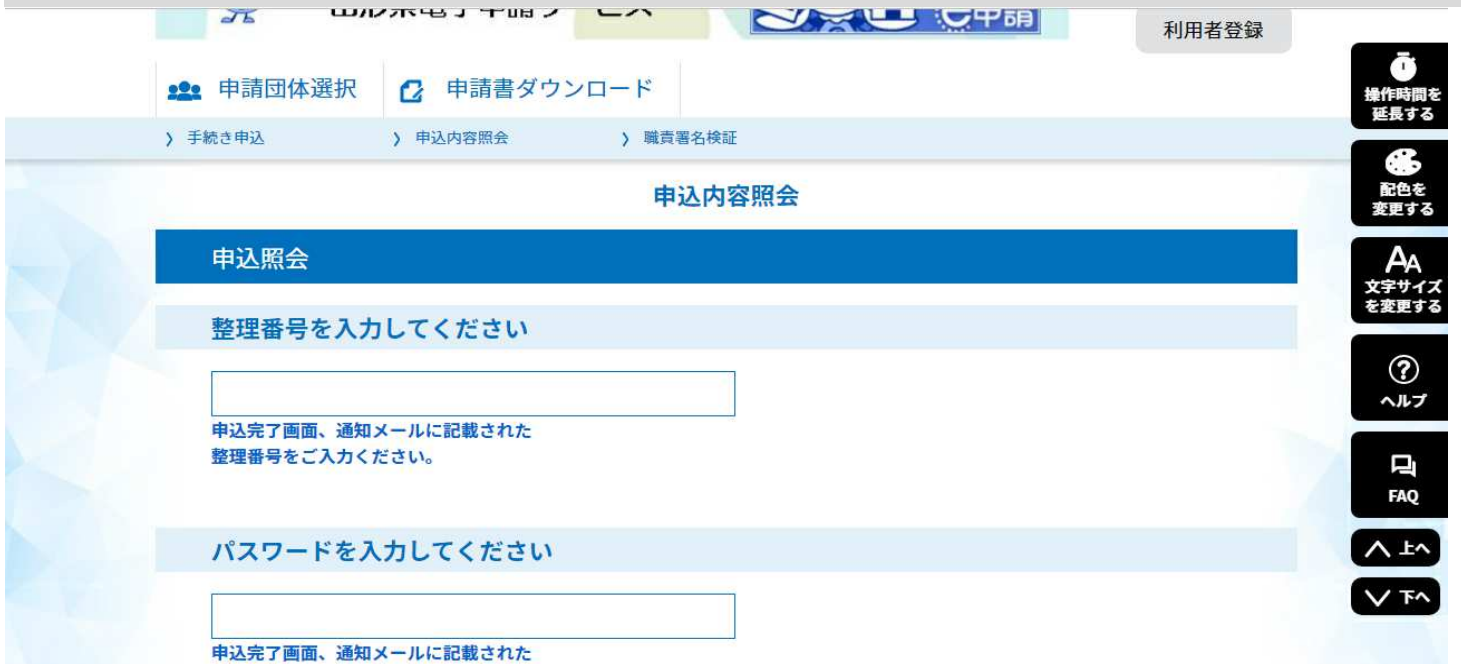 利用者登録
申請団体選択
申請書ダウンロード
手続き申込
申込内容照会
職責署名検証
申込内容照会
申込照会
整理番号を入力してください
申込完了画面、通知メールに記載された
整理番号をご入力ください。
パスワードを入力してください
申込完了画面、通知メールに記載された
操作時間を
延長する
配色を
変更する
文字サイズ
を変更する
ヘルプ
FAQ
上へ
下へ